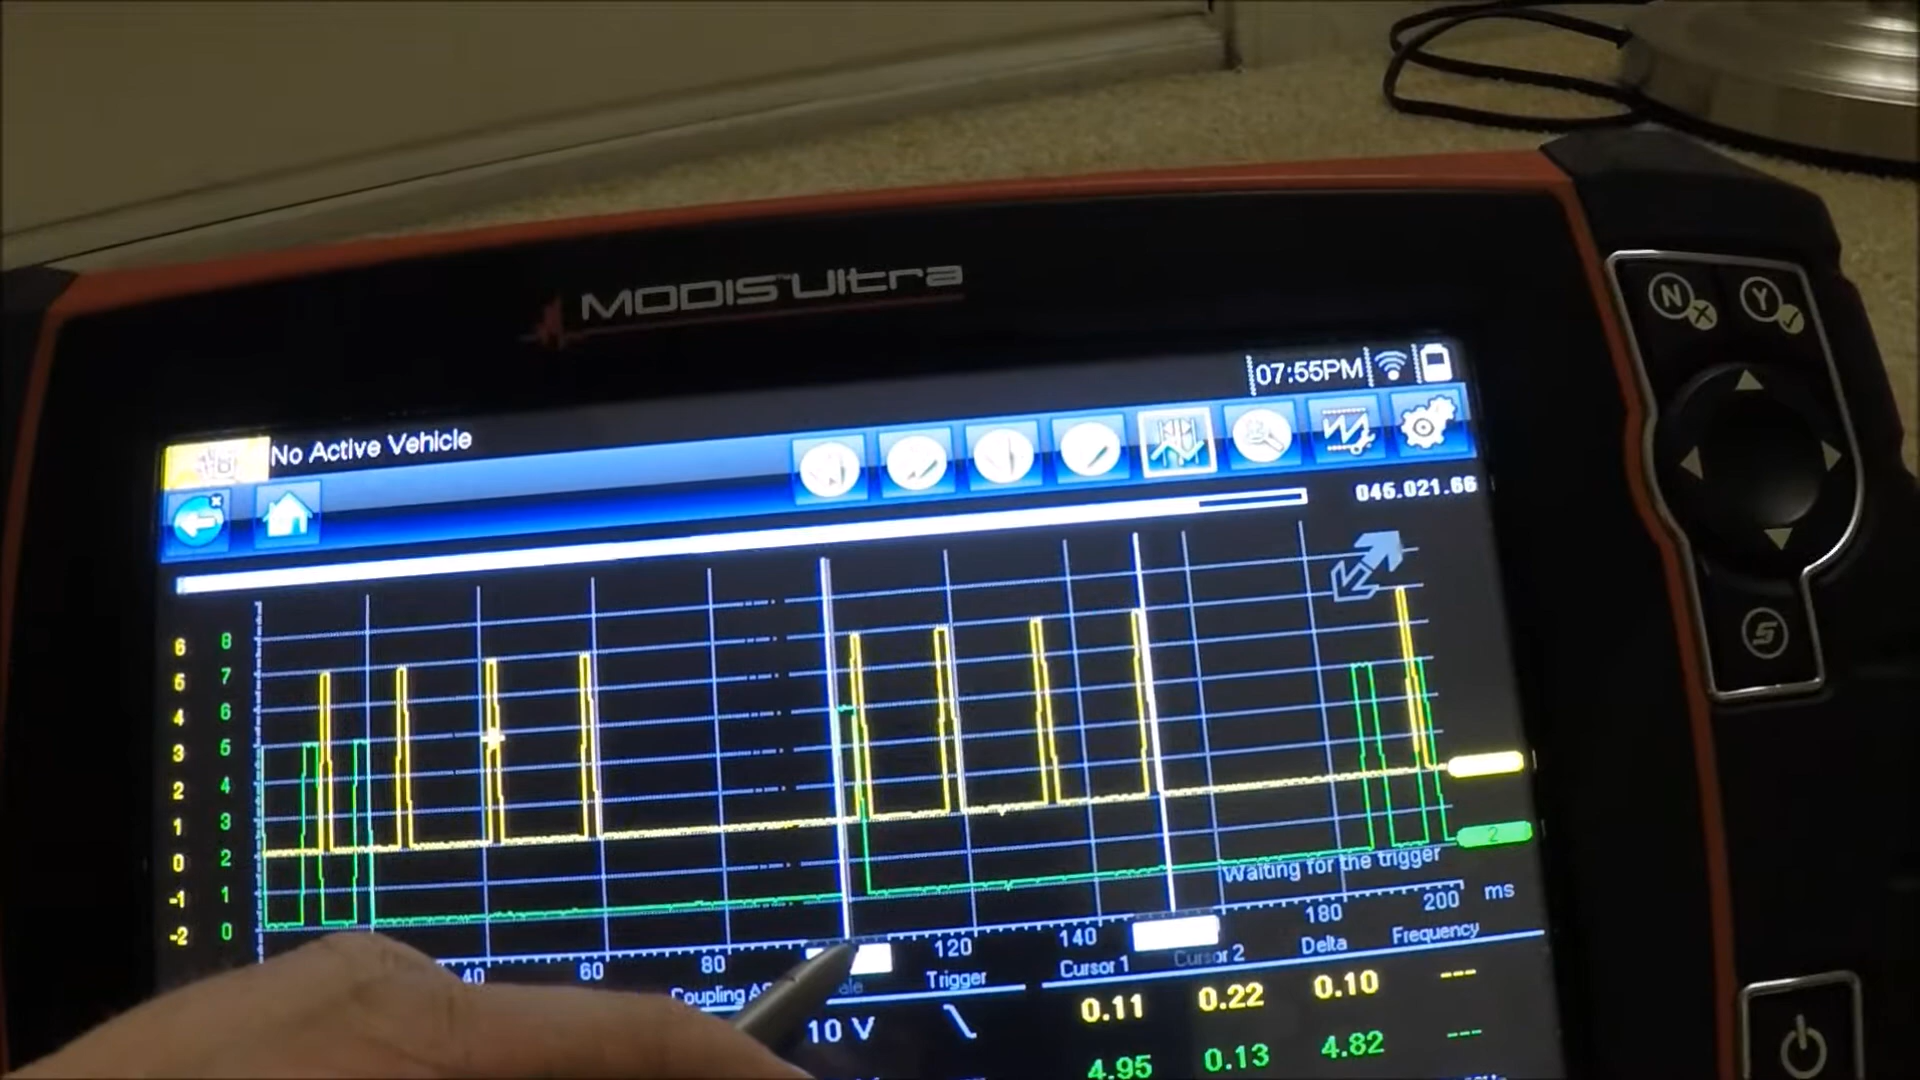 MODIS™Ultra
N
Y
07:55PM
No Active Vehicle
045.021.66
6 8
5 7
4 6
3 5
2 4
1 3
0 2
-1 1
-2 0
2
Waiting for the trigger
40 60 80 120 140 180 200 ms
Trigger Cursor 1 Cursor 2 Delta Frequency
10 V 0.11 0.22 0.10 ---
4.95 0.13 4.82 ---
S